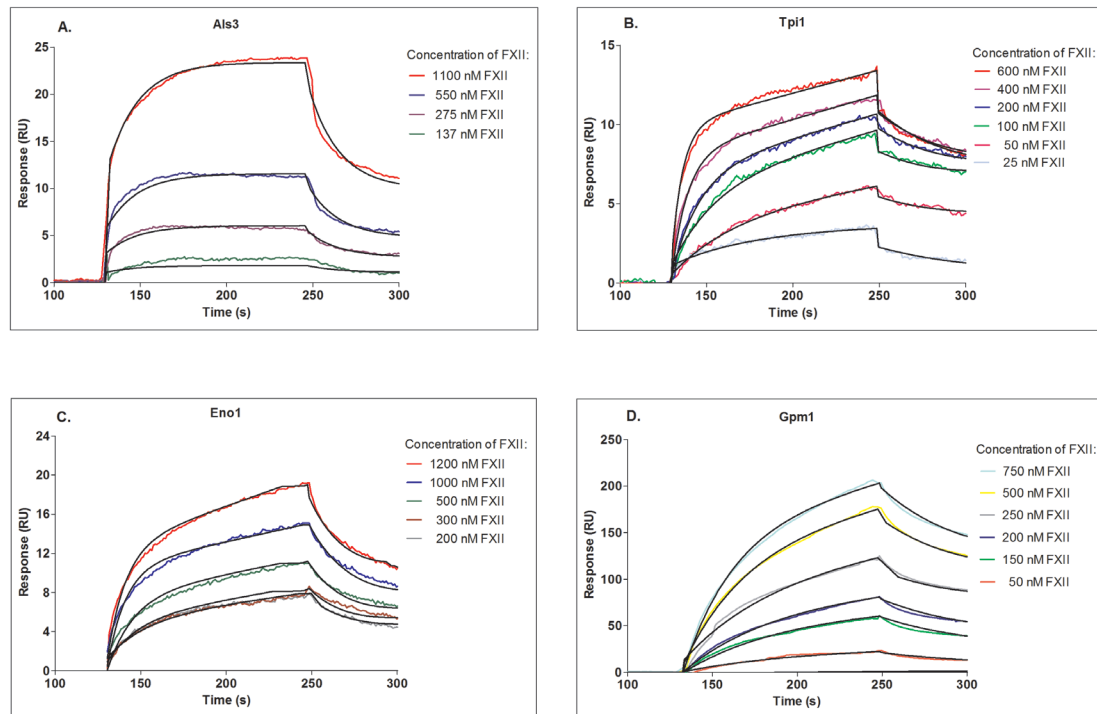 A.
Als3
Response (RU)
25
20
15
10
5
0
100
150
200
250
300
Time (s)
Concentration of FXII:
1100 nM FXII
550 nM FXII
275 nM FXII
137 nM FXII
B.
Tpi1
Response (RU)
15
10
5
0
100
150
200
250
300
Time (s)
Concentration of FXII:
600 nM FXII
400 nM FXII
200 nM FXII
100 nM FXII
50 nM FXII
25 nM FXII
C.
Eno1
Response (RU)
24
20
16
12
8
4
0
100
150
200
250
300
Time (s)
Concentration of FXII:
1200 nM FXII
1000 nM FXII
500 nM FXII
300 nM FXII
200 nM FXII
D.
Gpm1
Response (RU)
250
200
150
100
50
0
100
150
200
250
300
Time (s)
Concentration of FXII:
750 nM FXII
500 nM FXII
250 nM FXII
200 nM FXII
150 nM FXII
50 nM FXII